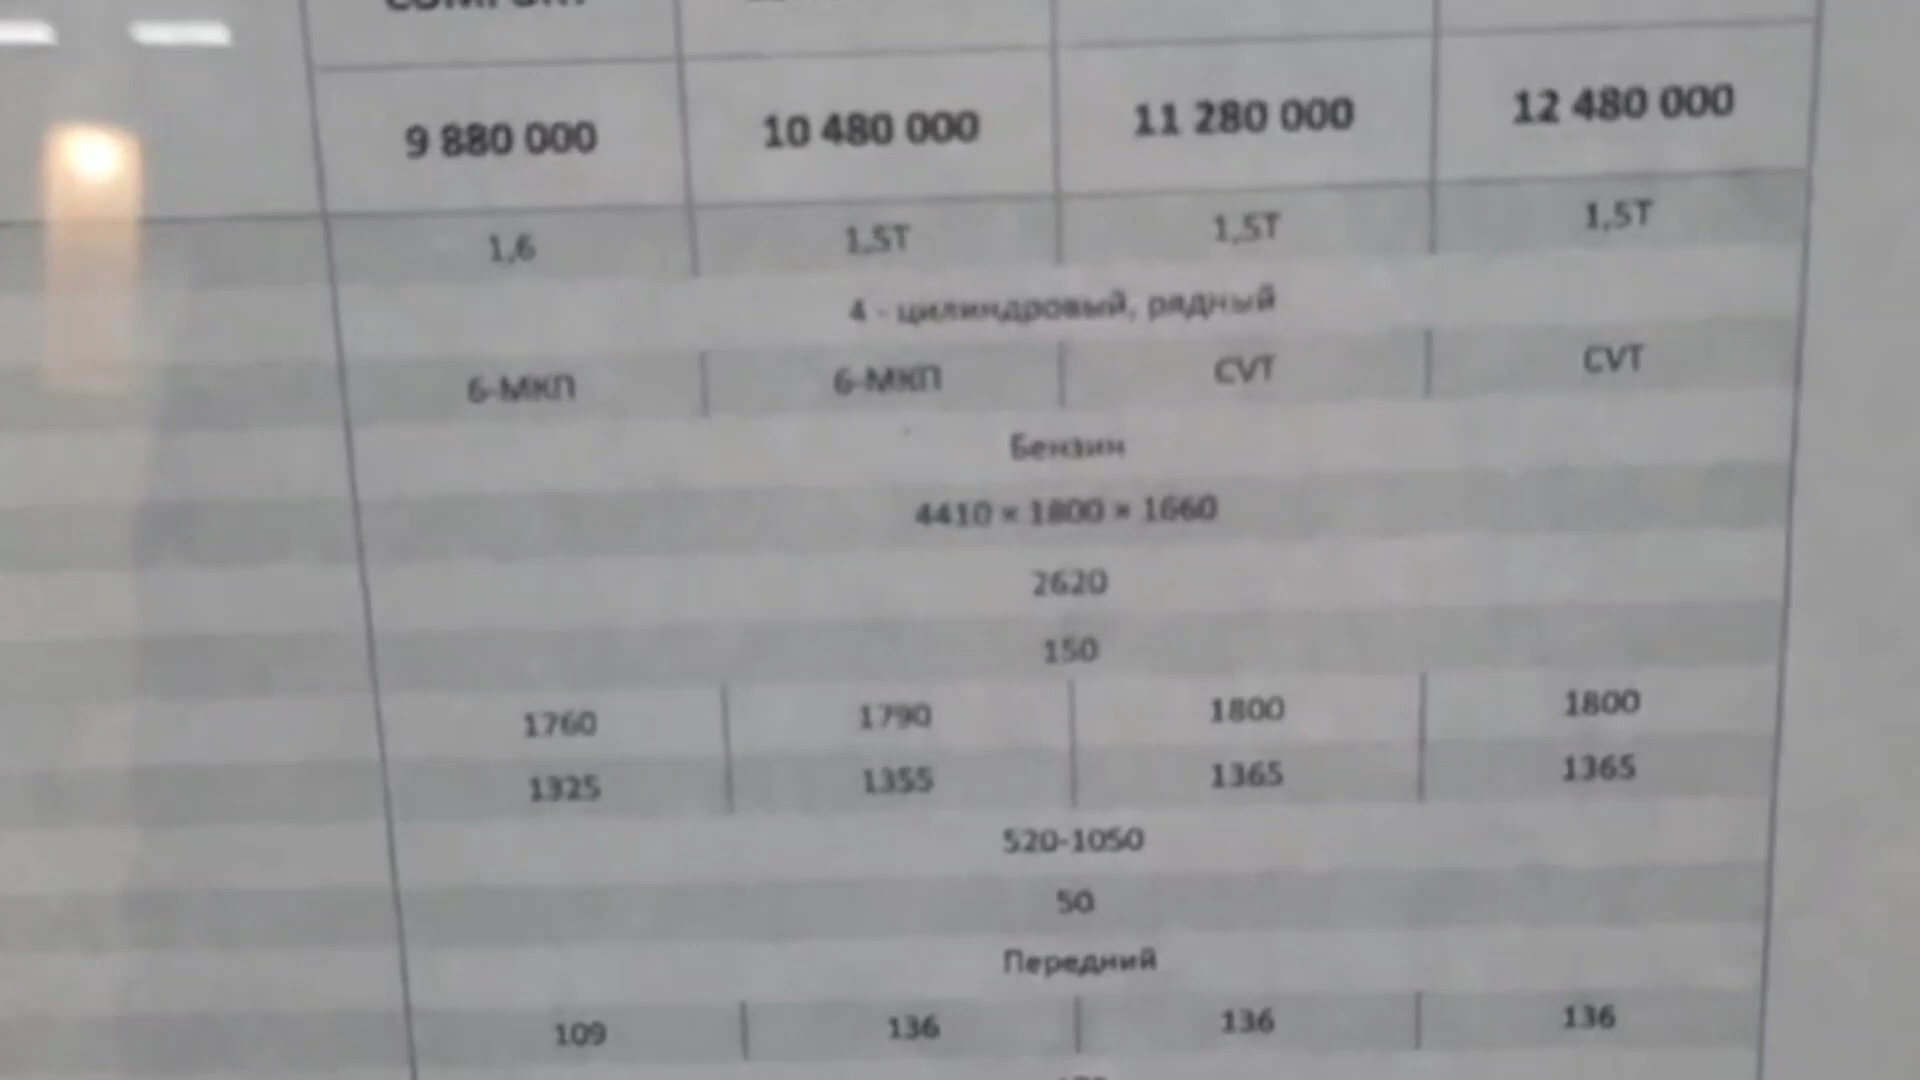 COMFORT
9 880 000 10 480 000 11 280 000 12 480 000
1,6 1,5T 1,5T 1,5T
4 - цилиндровый, рядный
6-МКП 6-МКП CVT CVT
Бензин
4410 × 1800 × 1660
2620
150
1760 1790 1800 1800
1325 1355 1365 1365
520-1050
50
Передний
109 136 136 136